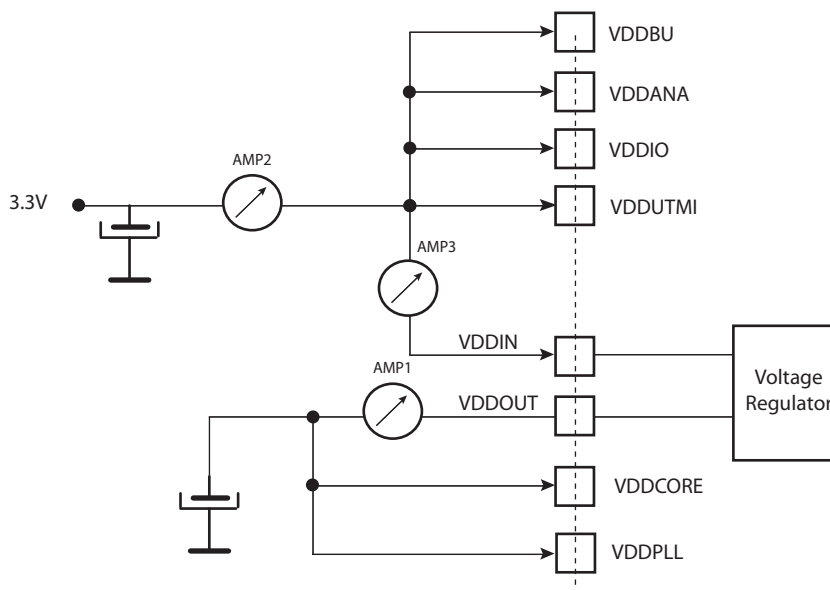 VDDBU
VDDANA
VDDIO
AMP2
3.3V
VDDUTMI
AMP3
VDDIN
AMP1
VDDOUT
Voltage
Regulator
VDDCORE
VDDPLL